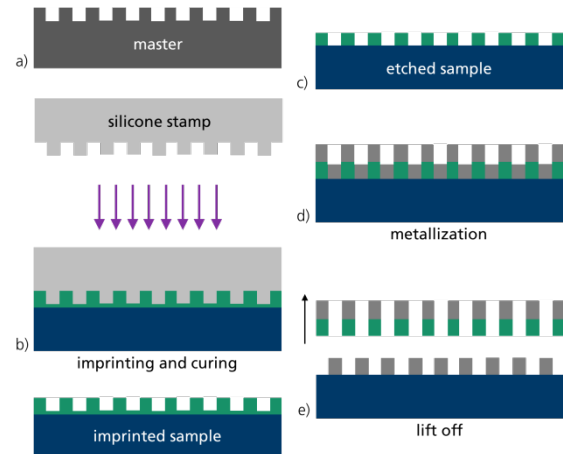 master
a)
silicone stamp
b)
imprinting and curing
imprinted sample
c)
etched sample
d)
metallization
e)
lift off